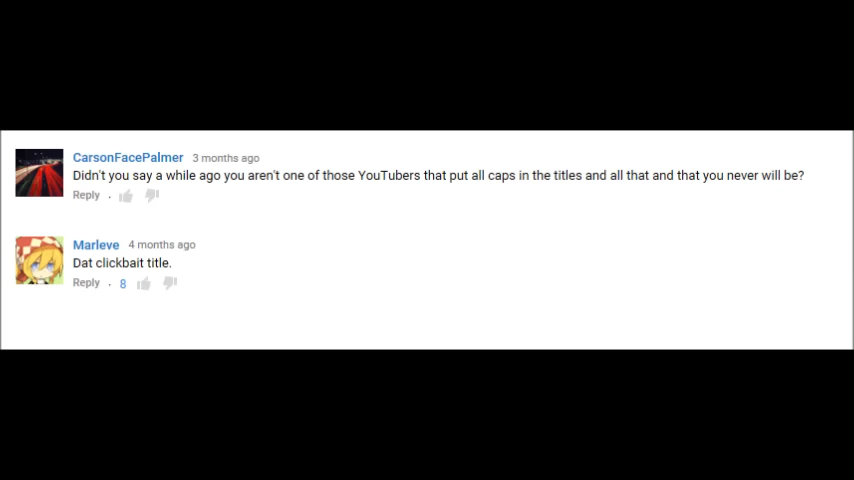 CarsonFacePalmer 3 months ago
Didn't you say a while ago you aren't one of those YouTubers that put all caps in the titles and all that and that you never will be?
Reply ·
Marleve 4 months ago
Dat clickbait title.
Reply · 8